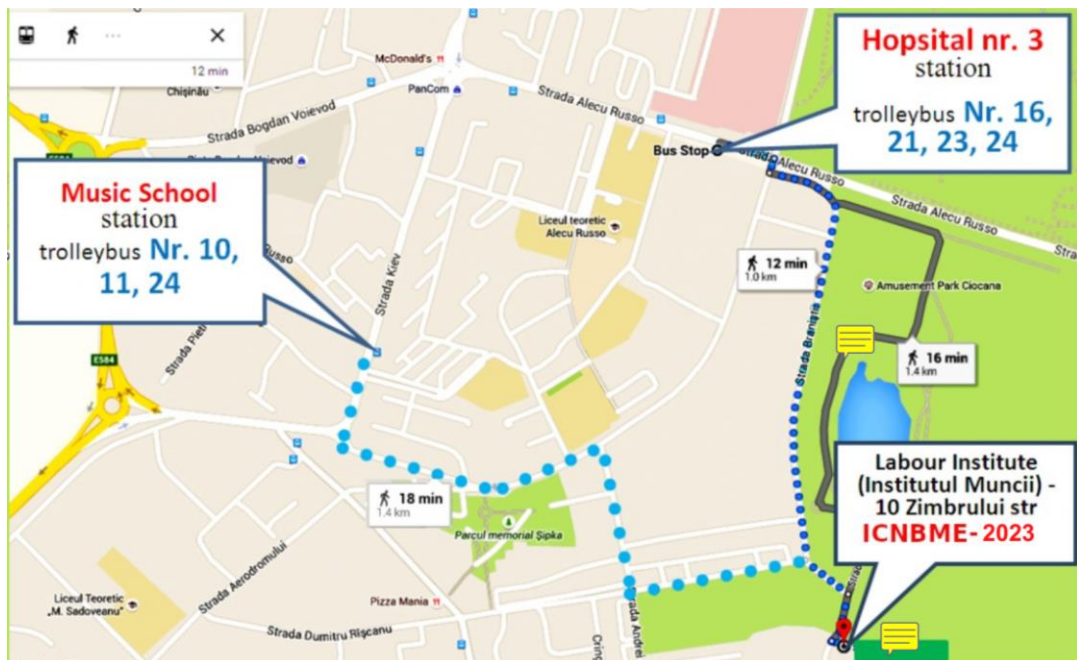 12 min
Chișinău
McDonald's
PanCom
Strada Bogdan Voievod
Strada Alecu Russo
Hopsital nr. 3
station
trolleybus Nr. 16,
21, 23, 24
Bus Stop
Strada Alecu Russo
Strada Alecu Russo
Music School
station
trolleybus Nr. 10,
11, 24
Russo
Strada Kiev
Liceul teoretic
Alecu Russo
12 min
1.0 km
Amusement Park Ciocana
16 min
1.4 km
E584
Strada Braniștii
Labour Institute
(Institutul Muncii) -
10 Zimbrului str
ICNBME- 2023
18 min
1.4 km
Parcul memorial Șipka
Strada Aerodromului
Liceul Teoretic
„M. Sadoveanu"
Pizza Mania
Strada Dumitru Rîșcanu
Strada Andrei